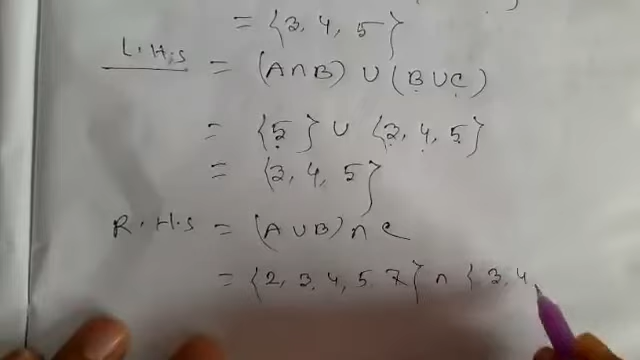 = {3, 4, 5}
L.H.S = (A∩B) ∪ (B∪C)
= {5} ∪ {3, 4, 5}
= {3, 4, 5}
R.H.S = (A∪B)∩C
= {2, 3, 4, 5, 7} ∩ {3, 4,